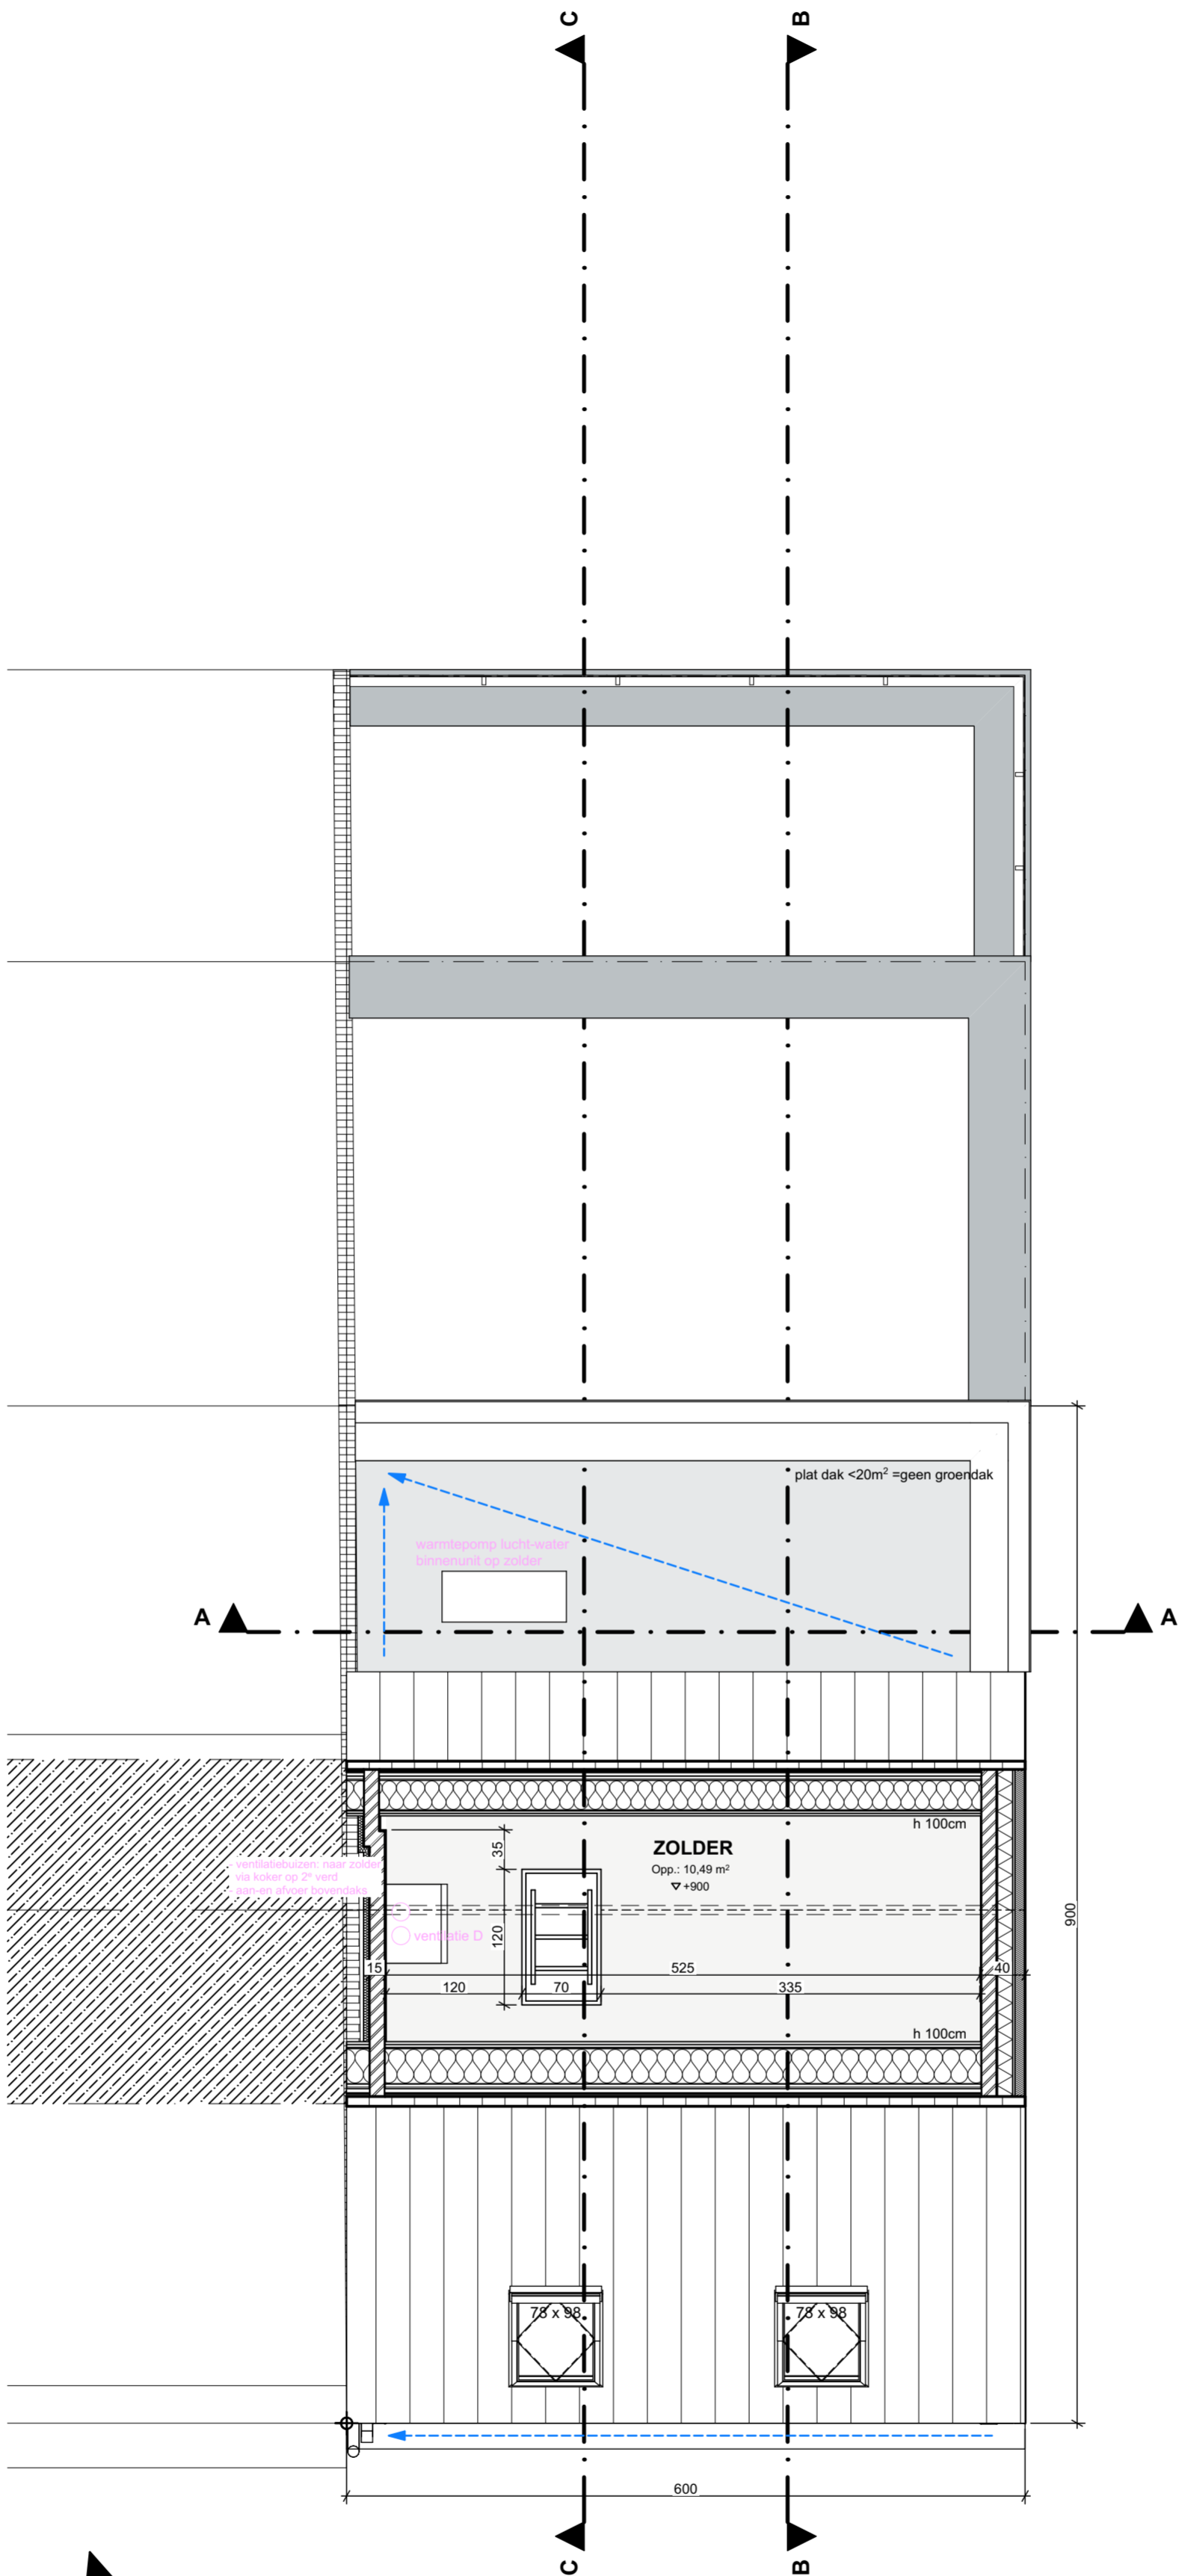 C
B
plat dak <20m² =geen groendak
warmtepomp lucht-water
binnenunit op zolder
A
A
h 100cm
ZOLDER
Opp.: 10,49 m²
+900
35
- ventilatiebuizen: naar zolder
via koker op 2ᵉ verd
- aan-en afvoer bovendaks
900
120
ventilatie D
15
525
40
120
70
335
h 100cm
78 x 98
78 x 98
600
C
B